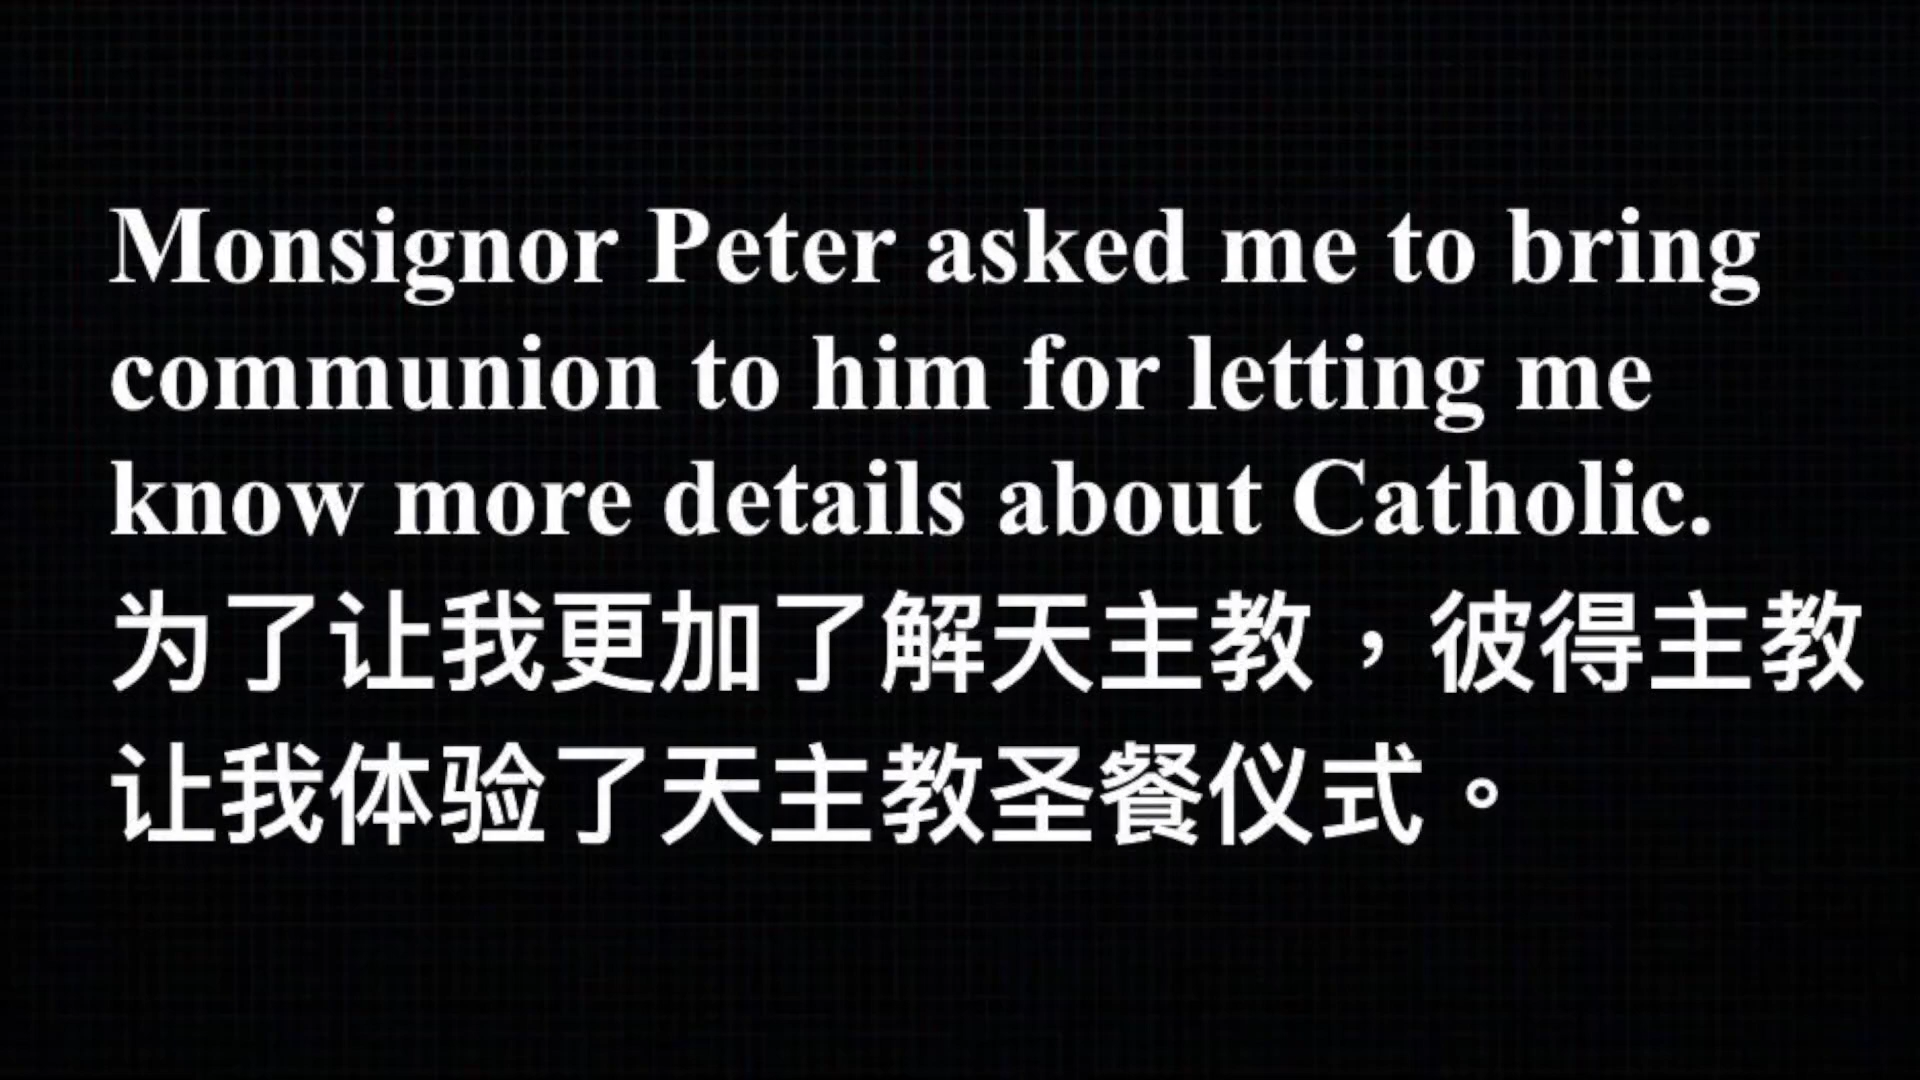 Monsignor Peter asked me to bring
communion to him for letting me
know more details about Catholic.
为了让我更加了解天主教，彼得主教
让我体验了天主教圣餐仪式。